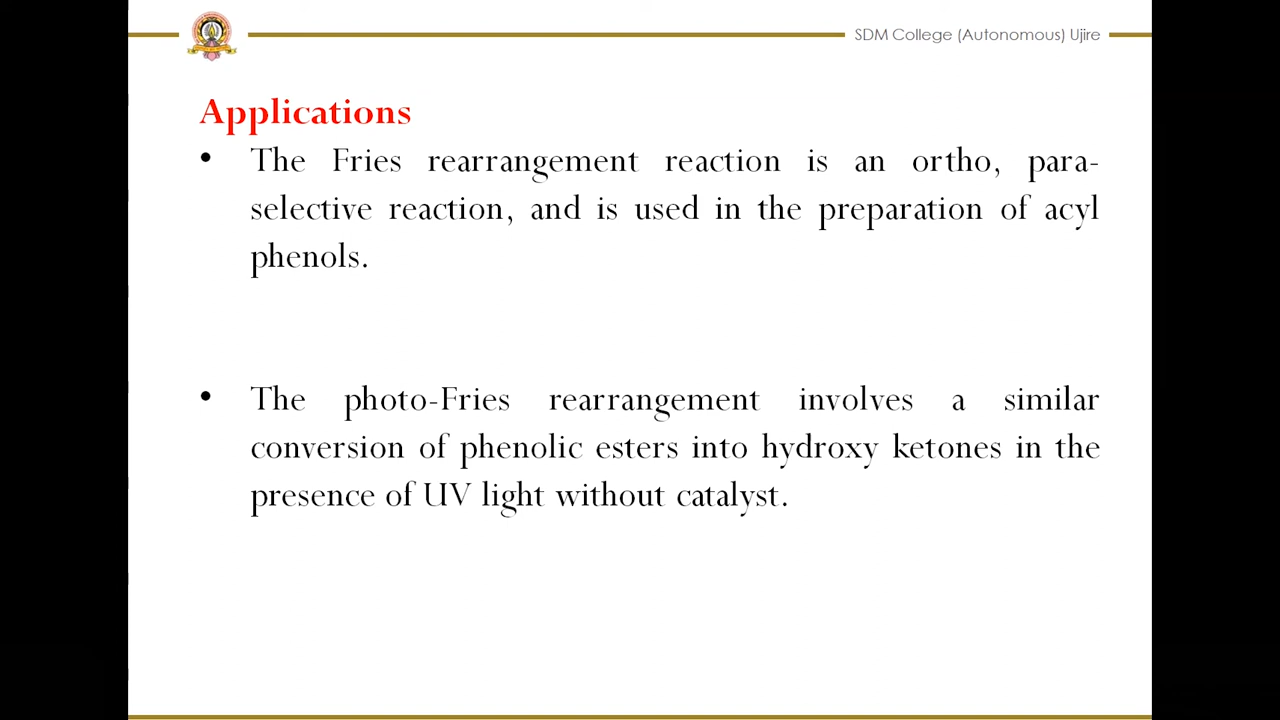 SDM College (Autonomous) Ujire
Applications
• The Fries rearrangement reaction is an ortho, para-
selective reaction, and is used in the preparation of acyl
phenols.
• The photo-Fries rearrangement involves a similar
conversion of phenolic esters into hydroxy ketones in the
presence of UV light without catalyst.